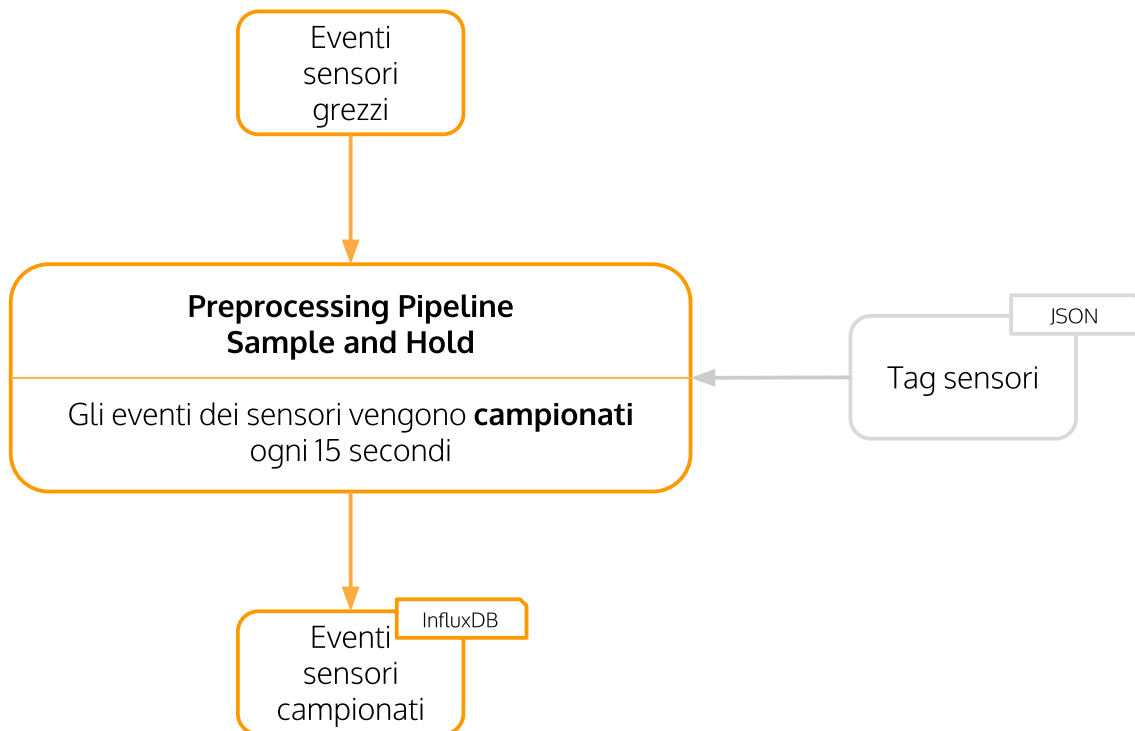 Eventi
sensori
grezzi
Preprocessing Pipeline
Sample and Hold
Gli eventi dei sensori vengono campionati
ogni 15 secondi
JSON
Tag sensori
InfluxDB
Eventi
sensori
campionati